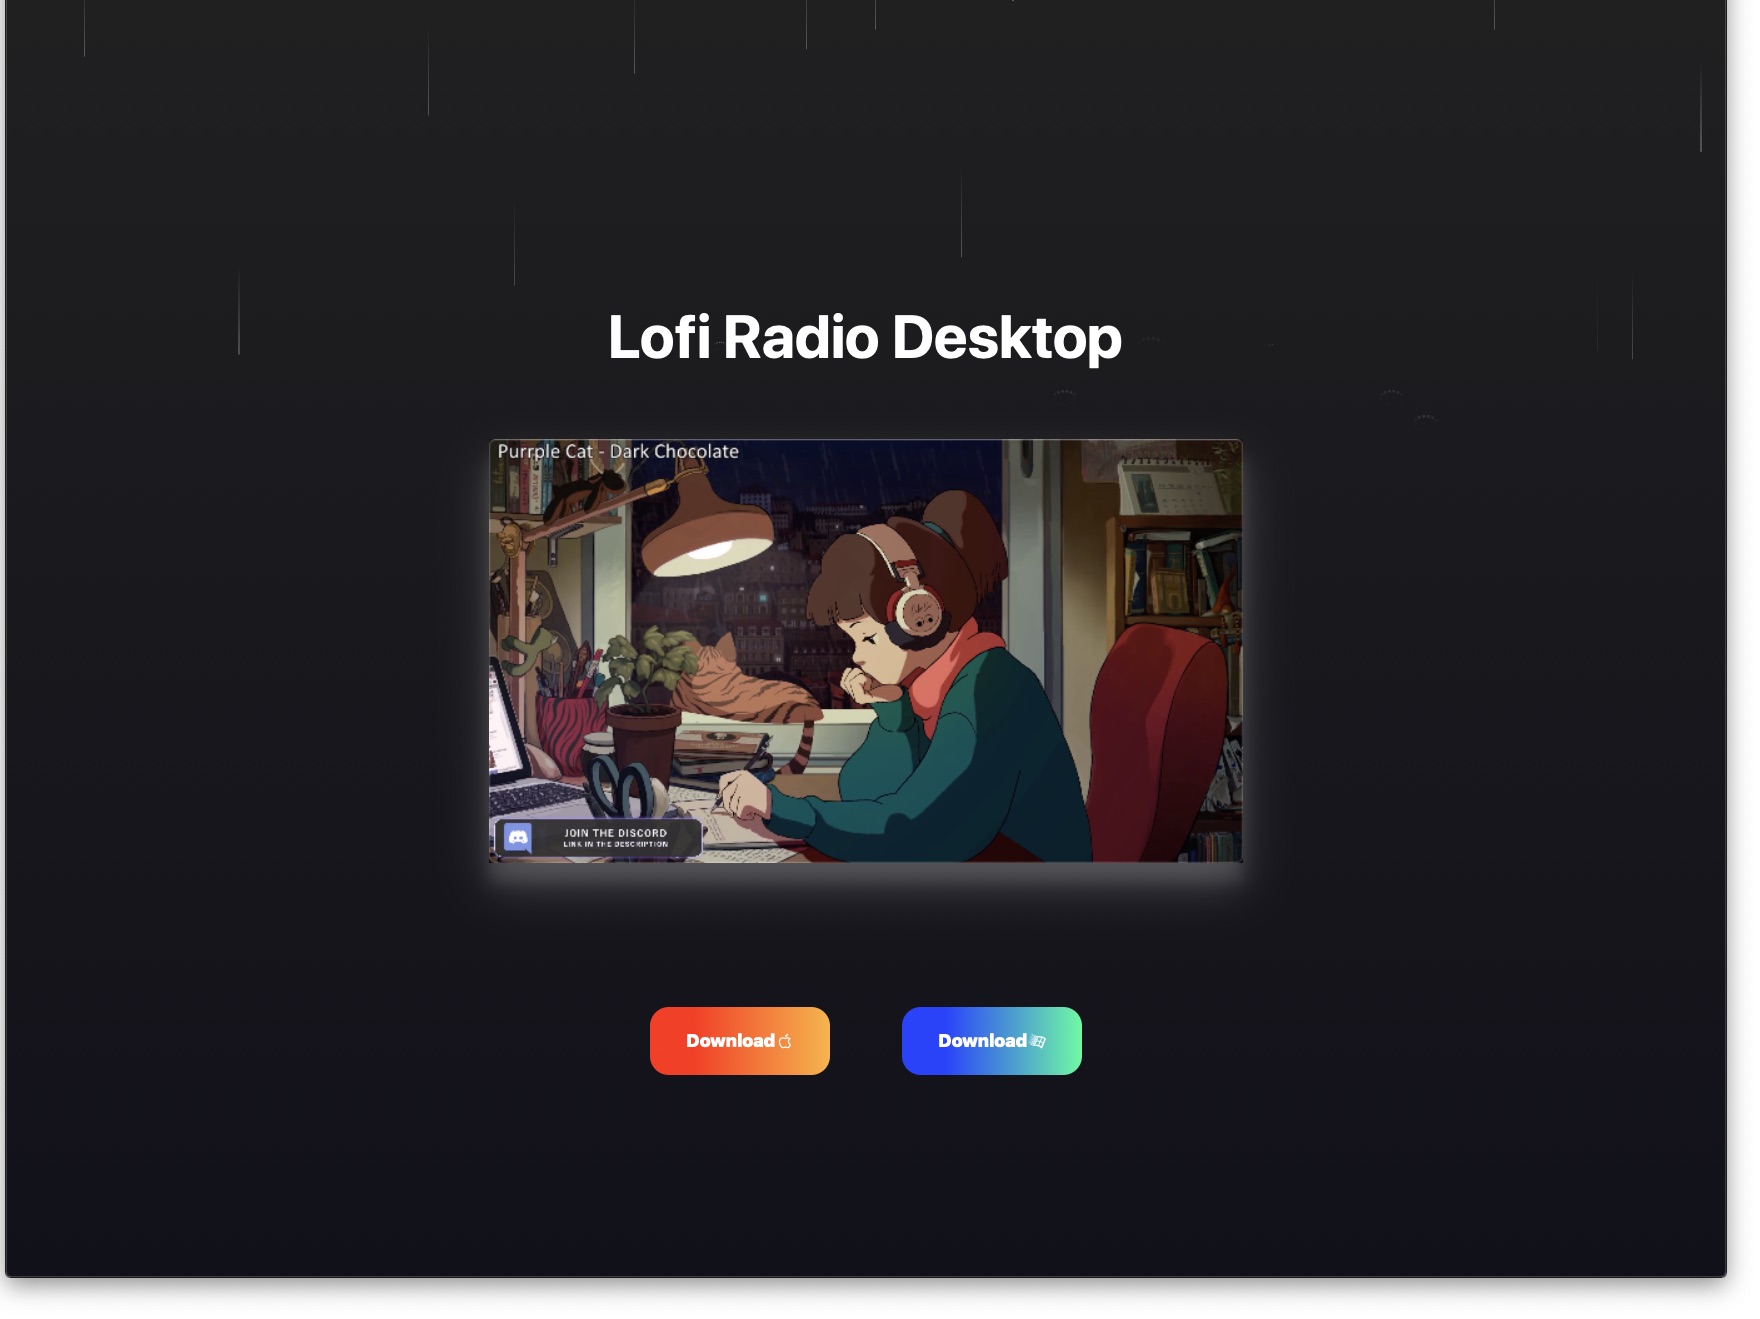 Lofi Radio Desktop
Purrple Cat - Dark Chocolate
JOIN THE DISCORD
LINK IN THE DESCRIPTION
Download
Download